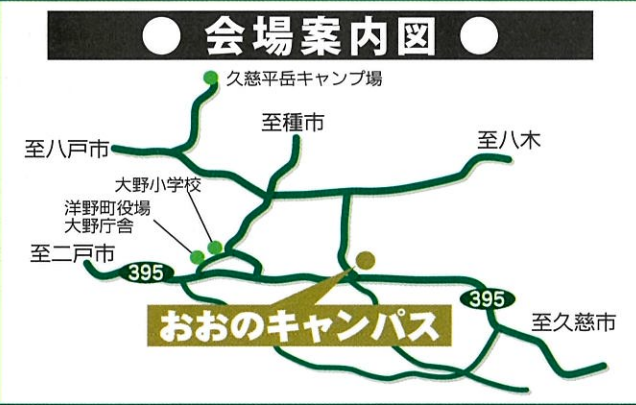 ● 会場案内図 ●
久慈平岳キャンプ場
至種市
至八木
至八戸市
大野小学校
洋野町役場
大野庁舎
至二戸市
395
395
おおのキャンパス
至久慈市